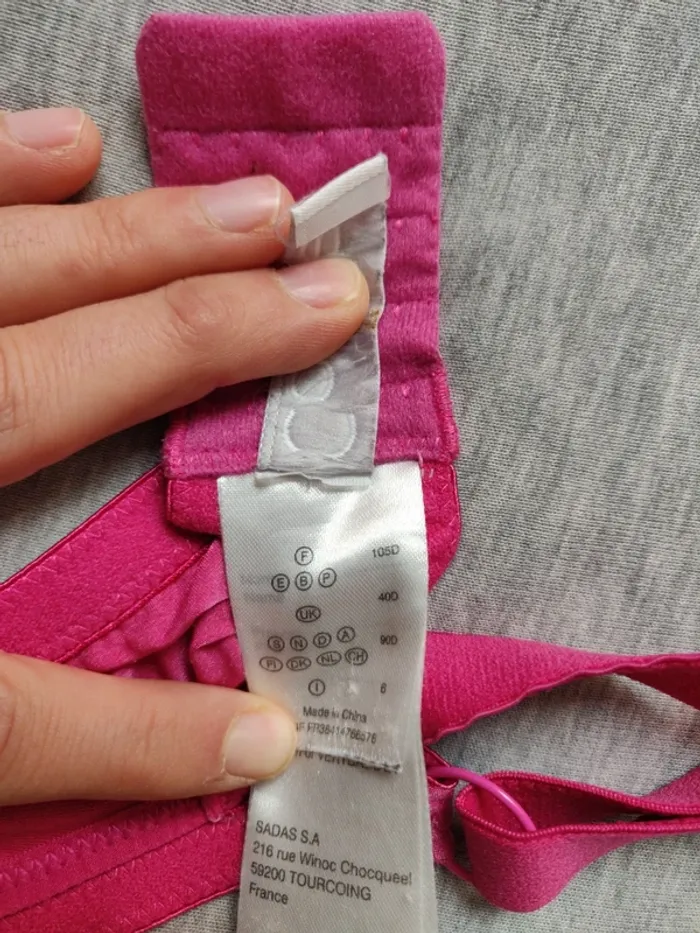 F 105D
E B P
40D
UK
S N D A 90D
FI DK NL CH
I 6
Made in China
SADAS S.A
216 rue Winoc Chocqueel
59200 TOURCOING
France